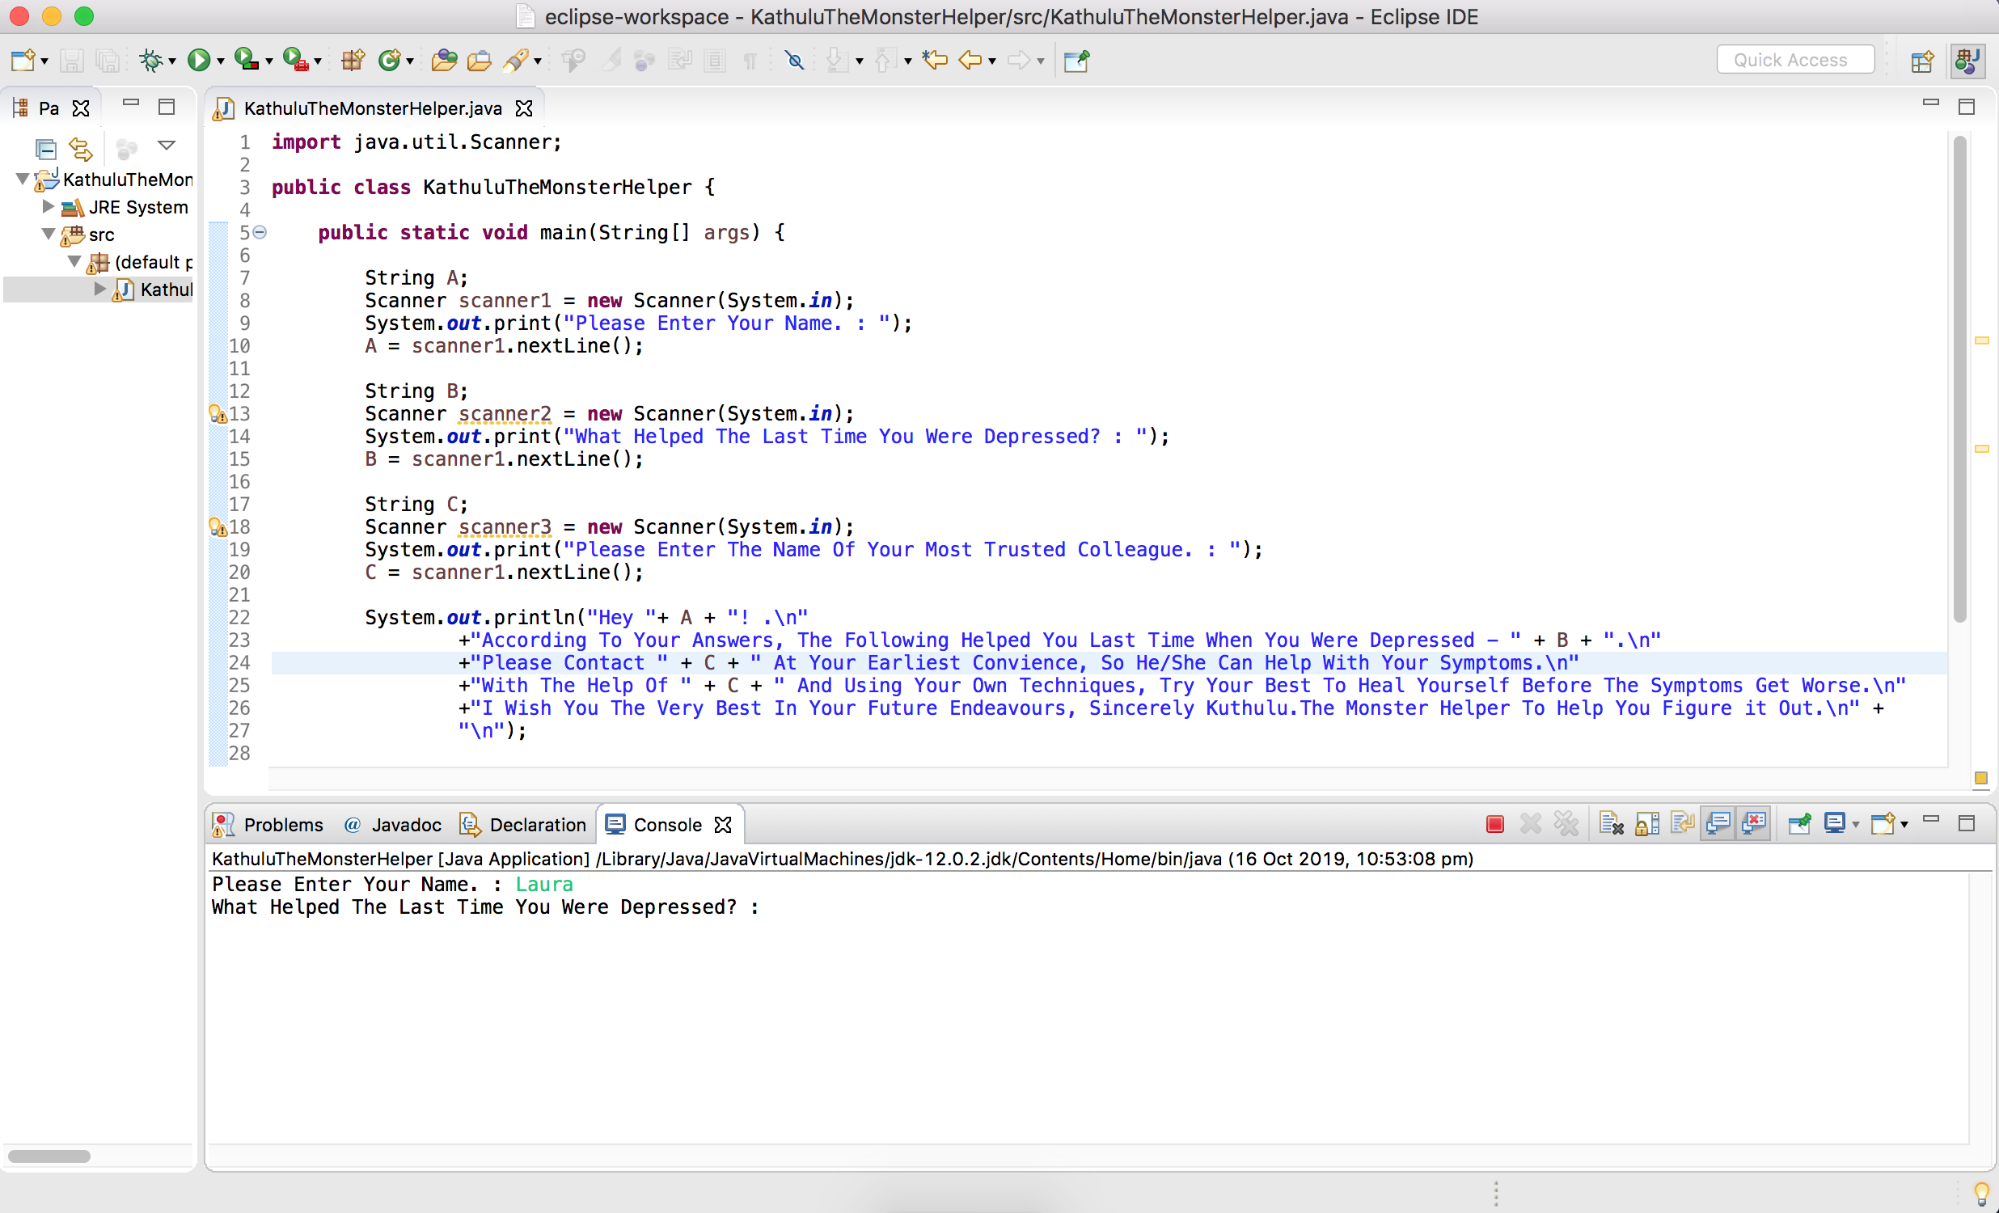 eclipse-workspace - KathuluTheMonsterHelper/src/KathuluTheMonsterHelper.java - Eclipse IDE
Quick Access
Pa
KathuluTheMonsterHelper.java
KathuluTheMon
JRE System
src
(default p
Kathul
1 import java.util.Scanner;
2
3 public class KathuluTheMonsterHelper {
4
5 public static void main(String[] args) {
6
7 String A;
8 Scanner scanner1 = new Scanner(System.in);
9 System.out.print("Please Enter Your Name. : ");
10 A = scanner1.nextLine();
11
12 String B;
13 Scanner scanner2 = new Scanner(System.in);
14 System.out.print("What Helped The Last Time You Were Depressed? : ");
15 B = scanner1.nextLine();
16
17 String C;
18 Scanner scanner3 = new Scanner(System.in);
19 System.out.print("Please Enter The Name Of Your Most Trusted Colleague. : ");
20 C = scanner1.nextLine();
21
22 System.out.println("Hey "+ A + "! .\n"
23 +"According To Your Answers, The Following Helped You Last Time When You Were Depressed – " + B + ".\n"
24 +"Please Contact " + C + " At Your Earliest Convience, So He/She Can Help With Your Symptoms.\n"
25 +"With The Help Of " + C + " And Using Your Own Techniques, Try Your Best To Heal Yourself Before The Symptoms Get Worse.\n"
26 +"I Wish You The Very Best In Your Future Endeavours, Sincerely Kuthulu.The Monster Helper To Help You Figure it Out.\n" +
27 "\n");
28
Problems @ Javadoc Declaration Console
KathuluTheMonsterHelper [Java Application] /Library/Java/JavaVirtualMachines/jdk-12.0.2.jdk/Contents/Home/bin/java (16 Oct 2019, 10:53:08 pm)
Please Enter Your Name. : Laura
What Helped The Last Time You Were Depressed? :